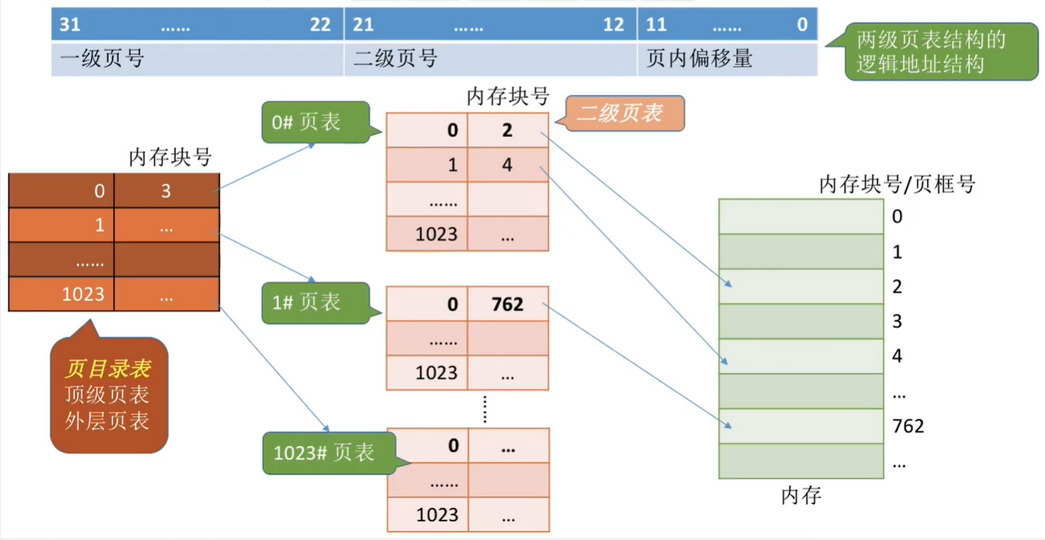 31 …… 22 21 …… 12 11 …… 0
一级页号 二级页号 页内偏移量
两级页表结构的
逻辑地址结构
内存块号
0 3
1 …
……
1023 …
页目录表
顶级页表
外层页表
0# 页表
内存块号
二级页表
0 2
1 4
……
1023 …
1# 页表
0 762
……
1023 …
1023# 页表
0 …
……
1023 …
内存块号/页框号
0
1
2
3
4
…
762
…
内存